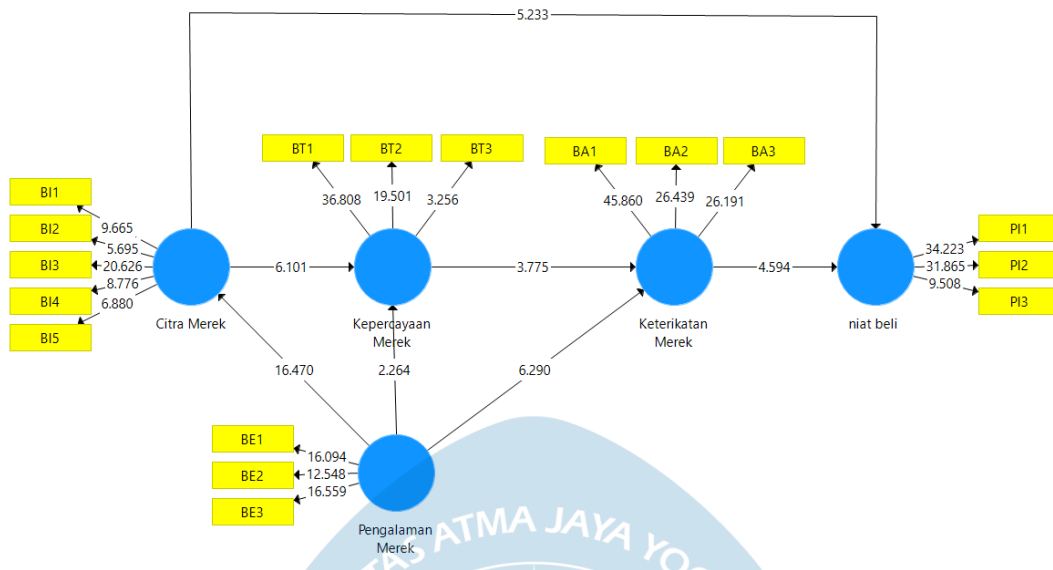 5.233
BT1
BT2
BT3
BA1
BA2
BA3
36.808
19.501
3.256
45.860
26.439
26.191
BI1
BI2
BI3
BI4
BI5
9.665
5.695
20.626
8.776
6.880
PI1
PI2
PI3
34.223
31.865
9.508
6.101
3.775
4.594
Citra Merek
Kepercayaan
Merek
Keterikatan
Merek
niat beli
16.470
2.264
6.290
BE1
BE2
BE3
16.094
12.548
16.559
Pengalaman
Merek
ATMA JAYA